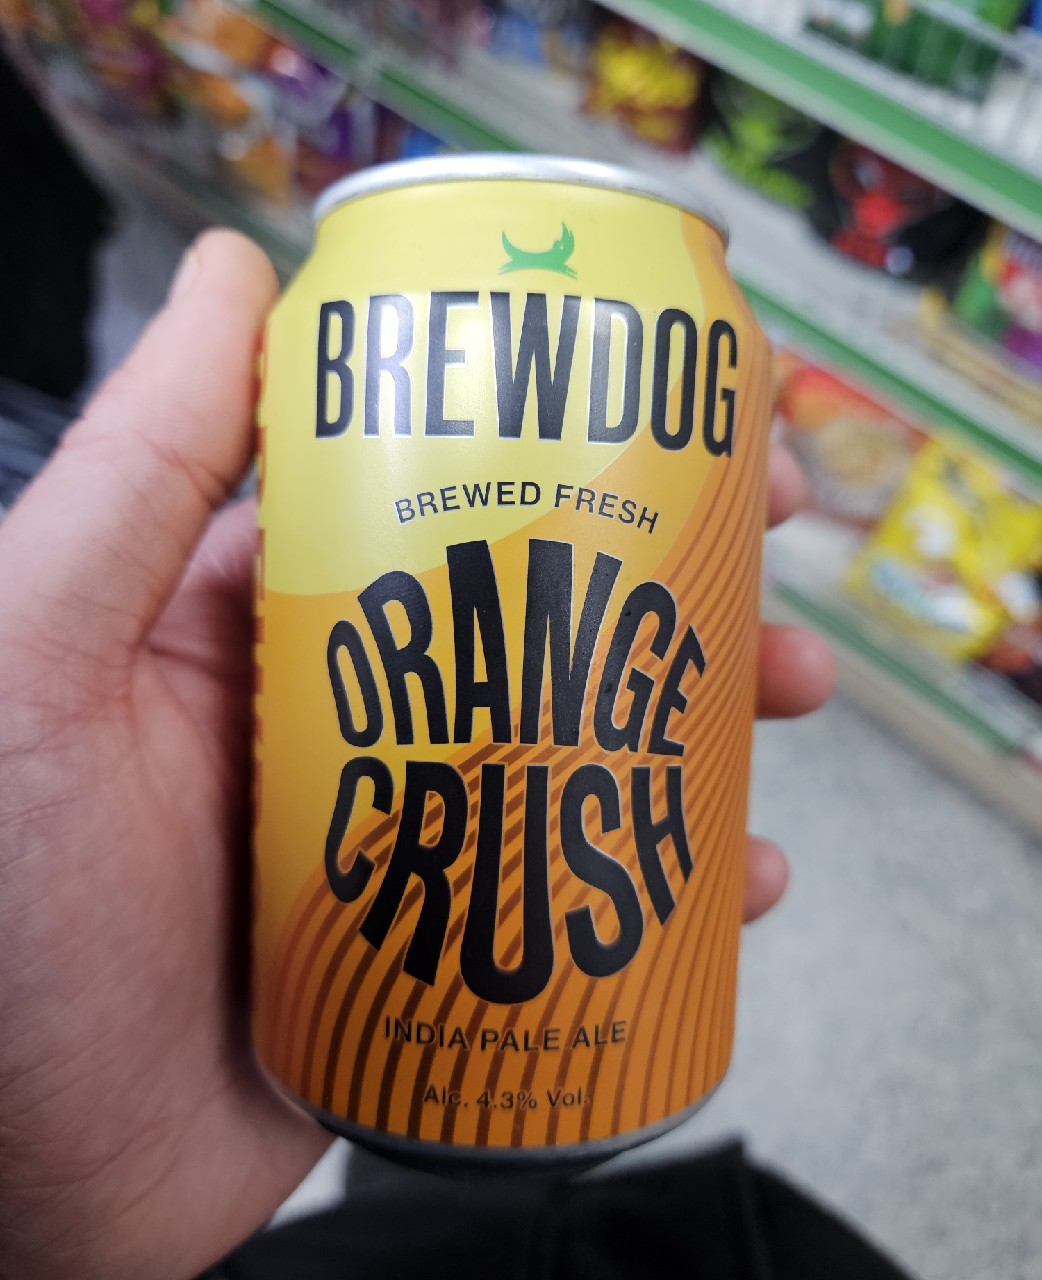 BREWDOG
BREWED FRESH
ORANGE
CRUSH
INDIA PALE ALE
Alc. 4.3% Vol.